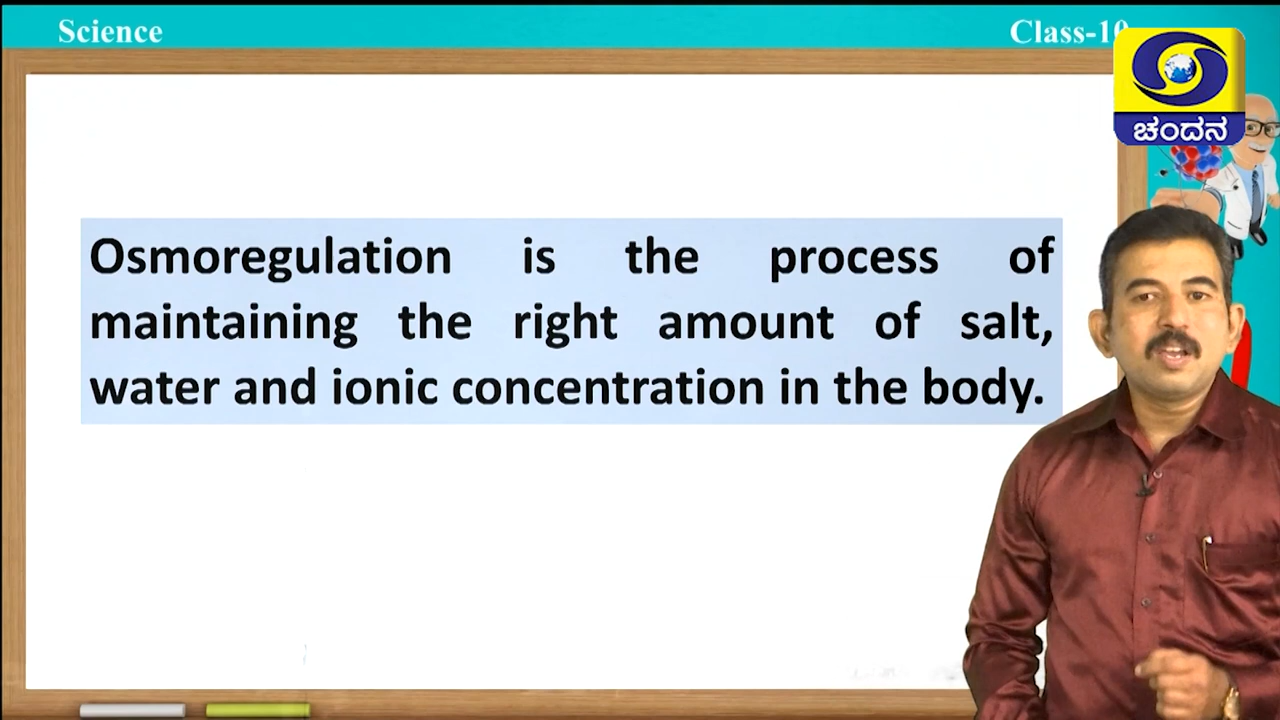 Science
Class-10
ಚಂದನ
Osmoregulation is the process of
maintaining the right amount of salt,
water and ionic concentration in the body.